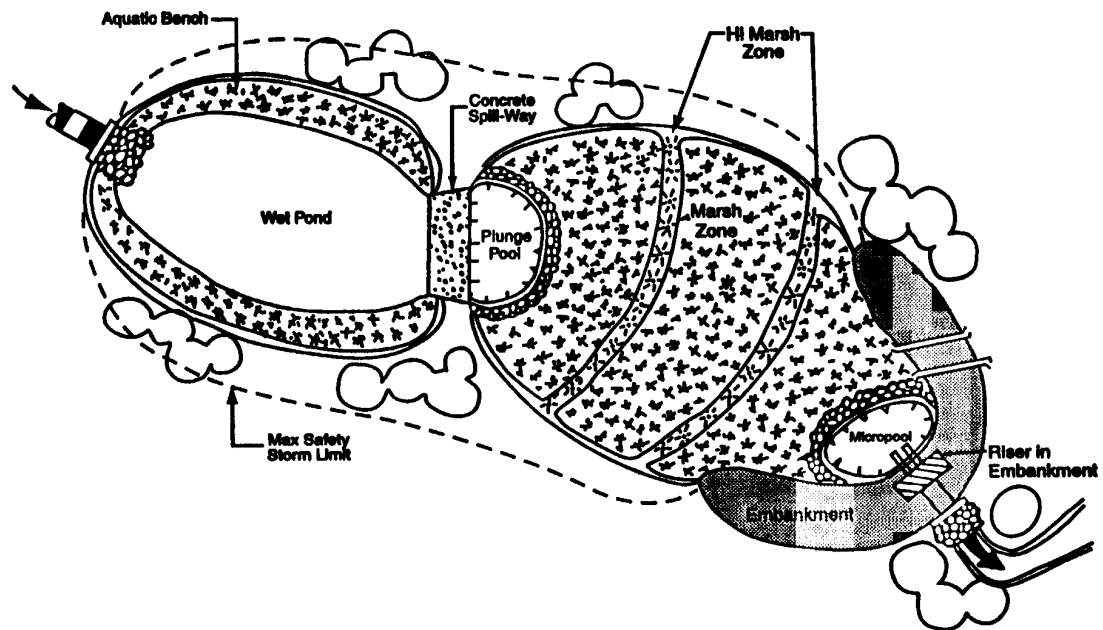 Aquatic Bench
HI Marsh
Zone
Concrete
Spill-Way
Wet Pond
Plunge
Pool
Marsh
Zone
Max Safety
Storm Limit
Micropool
Riser in
Embankment
Embankment